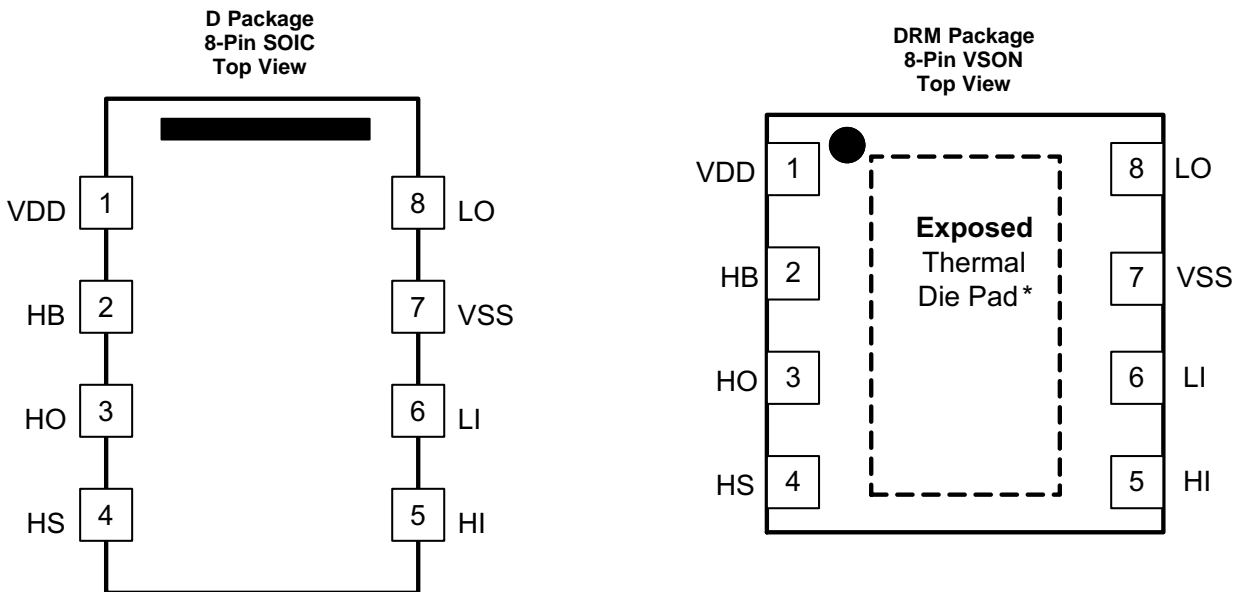 D Package
8-Pin SOIC
Top View
VDD 1
8 LO
HB 2
7 VSS
HO 3
6 LI
HS 4
5 HI
DRM Package
8-Pin VSON
Top View
VDD 1
8 LO
HB 2
7 VSS
HO 3
6 LI
HS 4
5 HI
Exposed
Thermal
Die Pad *